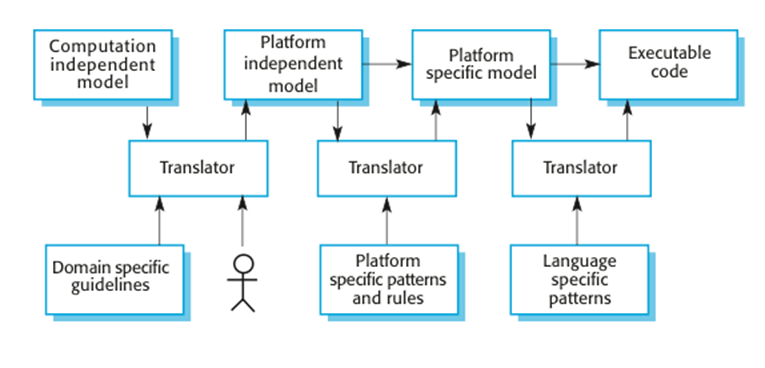 Computation
independent
model
Platform
independent
model
Platform
specific model
Executable
code
Translator
Translator
Translator
Domain specific
guidelines
Platform
specific patterns
and rules
Language
specific
patterns